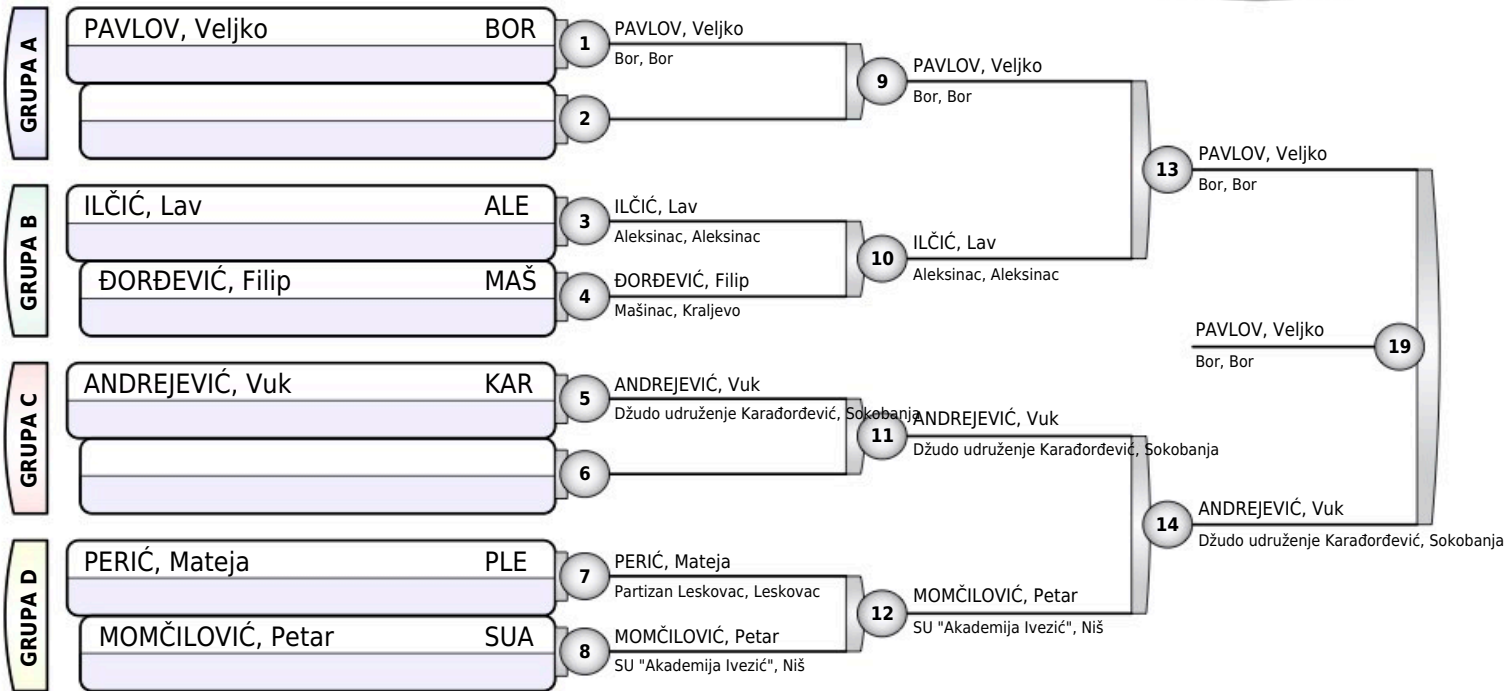 GRUPA A
PAVLOV, Veljko BOR
1
PAVLOV, Veljko
Bor, Bor
2
9
PAVLOV, Veljko
Bor, Bor
GRUPA B
ILČIĆ, Lav ALE
3
ILČIĆ, Lav
Aleksinac, Aleksinac
ĐORĐEVIĆ, Filip MAŠ
4
ĐORĐEVIĆ, Filip
Mašinac, Kraljevo
10
ILČIĆ, Lav
Aleksinac, Aleksinac
13
PAVLOV, Veljko
Bor, Bor
GRUPA C
ANDREJEVIĆ, Vuk KAR
5
ANDREJEVIĆ, Vuk
Džudo udruženje Karađorđević, Sokobanja
6
11
ANDREJEVIĆ, Vuk
Džudo udruženje Karađorđević, Sokobanja
GRUPA D
PERIĆ, Mateja PLE
7
PERIĆ, Mateja
Partizan Leskovac, Leskovac
MOMČILOVIĆ, Petar SUA
8
MOMČILOVIĆ, Petar
SU "Akademija Ivezić", Niš
12
MOMČILOVIĆ, Petar
SU "Akademija Ivezić", Niš
14
ANDREJEVIĆ, Vuk
Džudo udruženje Karađorđević, Sokobanja
PAVLOV, Veljko
Bor, Bor
19